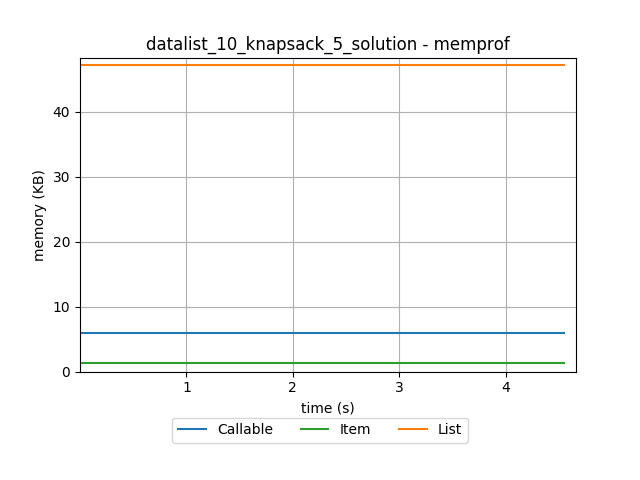 datalist_10_knapsack_5_solution - memprof
40
30
20
10
0
memory (KB)
1 2 3 4
time (s)
Callable Item List